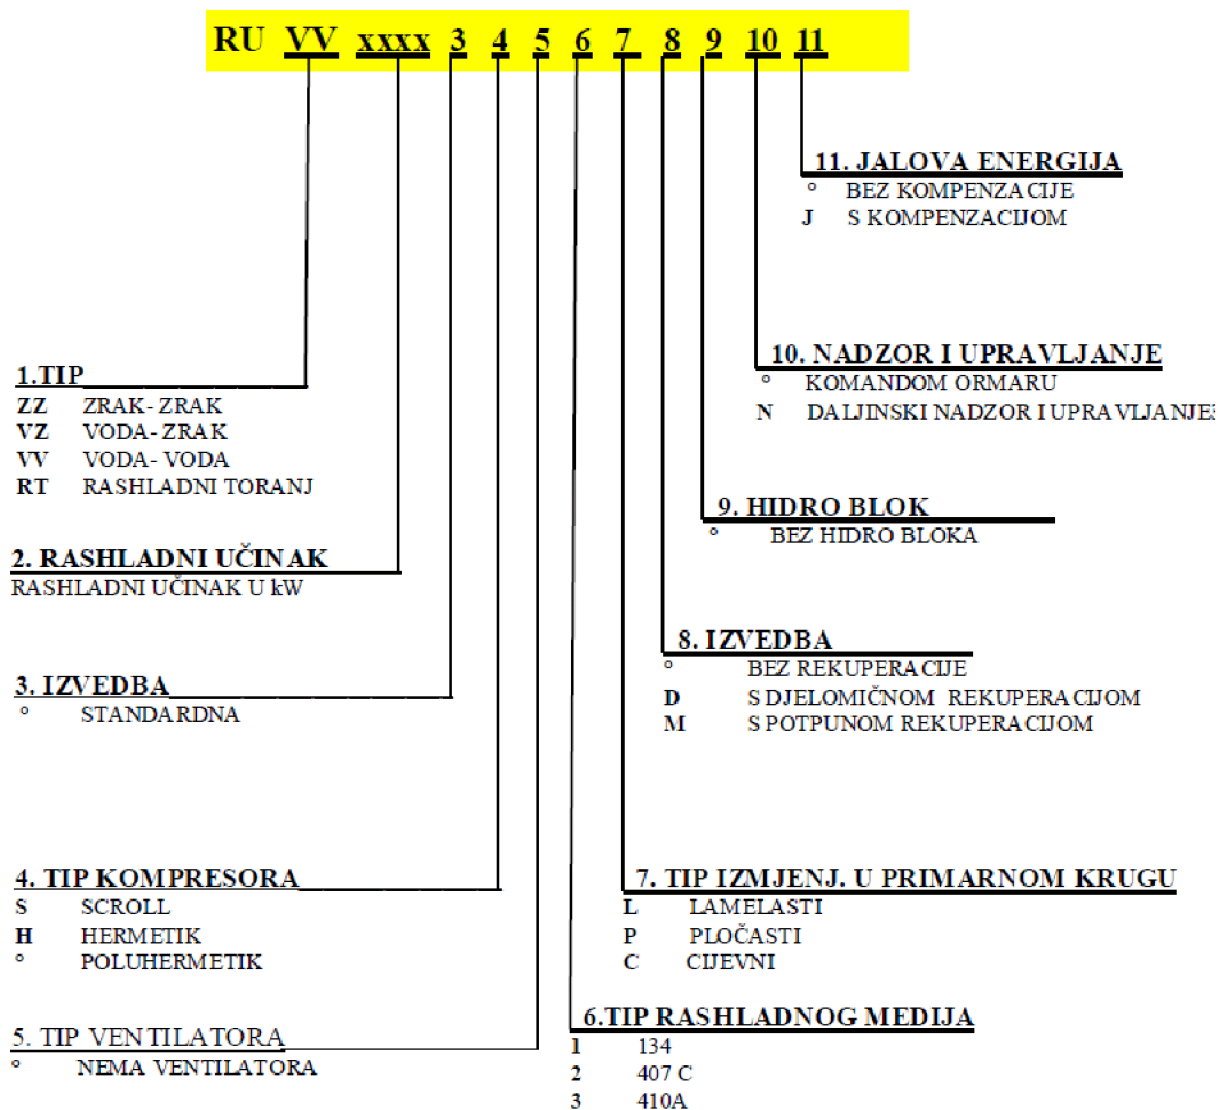 RU VV xxxx 3 4 5 6 7 8 9 10 11
11. JALOVA ENERGIJA
° BEZ KOMPENZACIJE
J S KOMPENZACIJOM
10. NADZOR I UPRAVLJANJE
° KOMANDOM ORMARU
N DALJINSKI NADZOR I UPRAVLJANJE
1.TIP
ZZ ZRAK- ZRAK
VZ VODA- ZRAK
VV VODA- VODA
RT RASHLADNI TORANJ
9. HIDRO BLOK
° BEZ HIDRO BLOKA
2. RASHLADNI UČINAK
RASHLADNI UČINAK U kW
8. IZVEDBA
° BEZ REKUPERACIJE
D S DJELOMIČNOM REKUPERACIJOM
M S POTPUNOM REKUPERACIJOM
3. IZVEDBA
° STANDARDNA
4. TIP KOMPRESORA
S SCROLL
H HERMETIK
° POLUHERMETIK
7. TIP IZMJENJ. U PRIMARNOM KRUGU
L LAMELASTI
P PLOČASTI
C CIJEVNI
5. TIP VENTILATORA
° NEMA VENTILATORA
6.TIP RASHLADNOG MEDIJA
1 134
2 407 C
3 410A